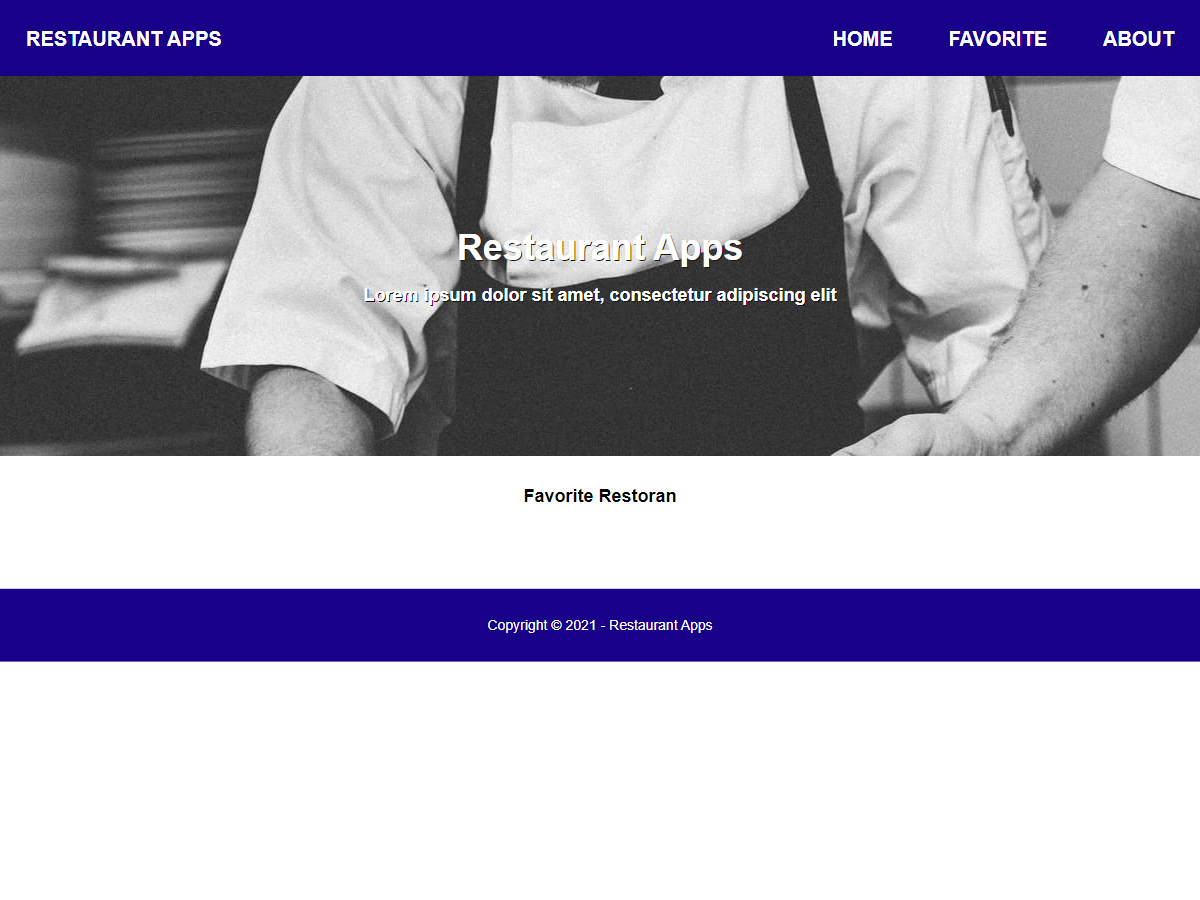 RESTAURANT APPS
HOME FAVORITE ABOUT
Restaurant Apps
Lorem ipsum dolor sit amet, consectetur adipiscing elit
Favorite Restoran
Copyright © 2021 - Restaurant Apps